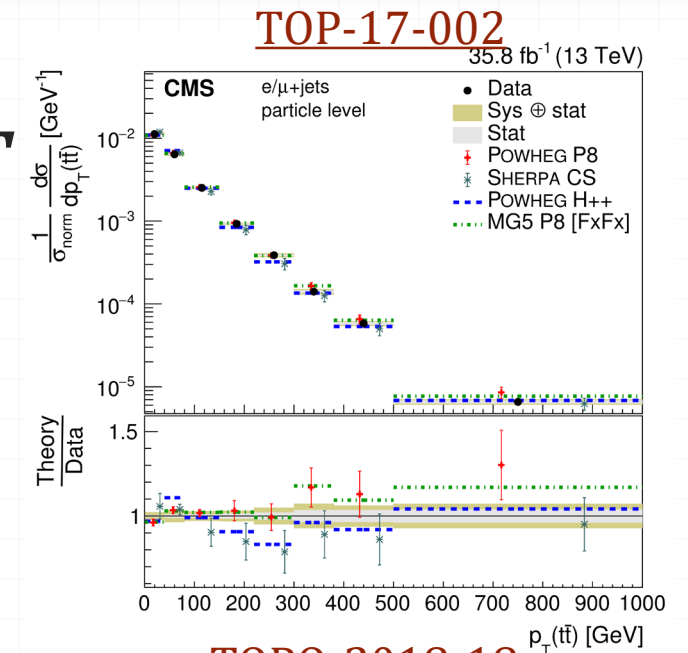 TOP-17-002
35.8 fb⁻¹ (13 TeV)
CMS
e/μ+jets
particle level
Data
Sys ⊕ stat
Stat
POWHEG P8
SHERPA CS
POWHEG H++
MG5 P8 [FxFx]
1/σnorm dσ/dpT(tt̄) [GeV⁻¹]
10⁻²
10⁻³
10⁻⁴
10⁻⁵
Theory/Data
1.5
1
0 100 200 300 400 500 600 700 800 900 1000
pT(tt̄) [GeV]